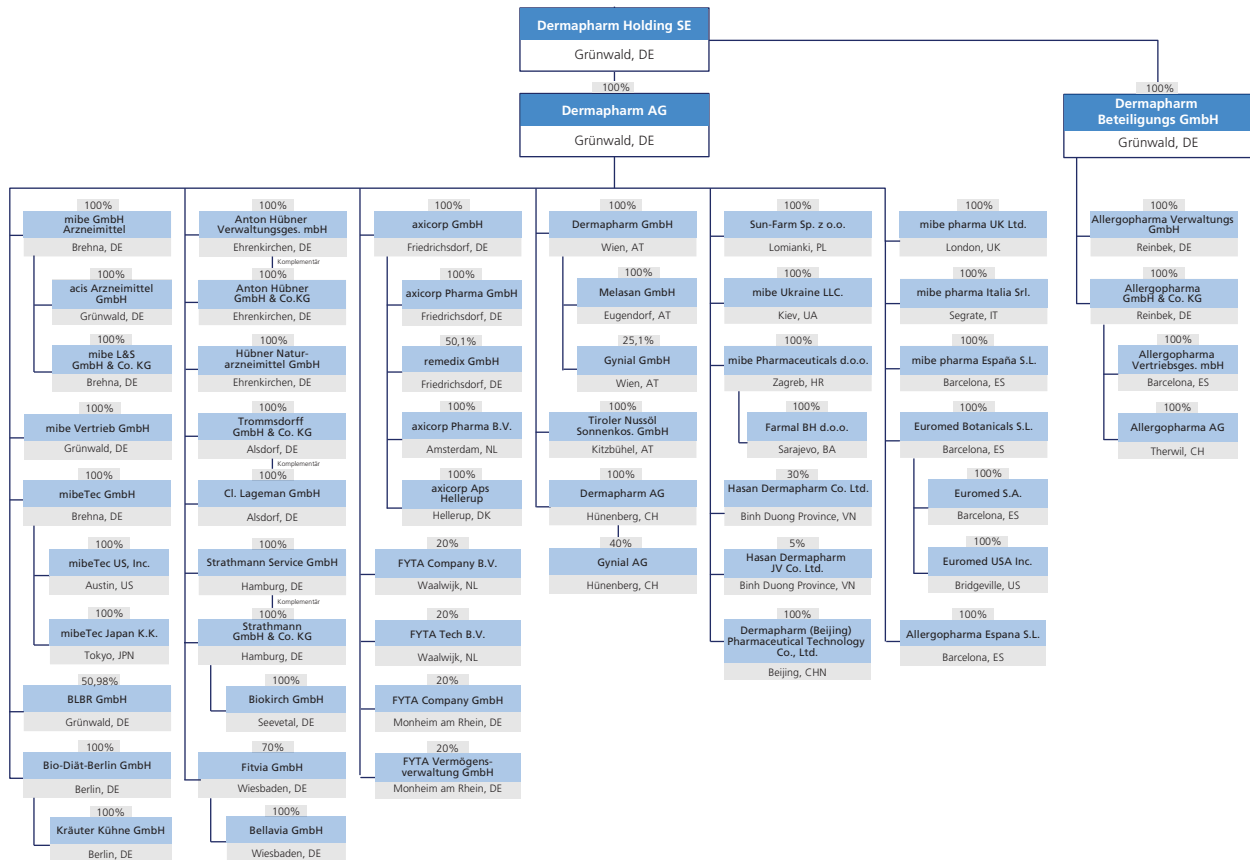 Dermapharm Holding SE
Grünwald, DE
100%
Dermapharm AG
Grünwald, DE
100%
Dermapharm
Beteiligungs GmbH
Grünwald, DE
100%
mibe GmbH
Arzneimittel
Brehna, DE
100%
acis Arzneimittel
GmbH
Grünwald, DE
100%
mibe L&S
GmbH & Co. KG
Brehna, DE
100%
mibe Vertrieb GmbH
Grünwald, DE
100%
mibeTec GmbH
Brehna, DE
100%
mibeTec US, Inc.
Austin, US
100%
mibeTec Japan K.K.
Tokyo, JPN
50,98%
BLBR GmbH
Grünwald, DE
100%
Bio-Diät-Berlin GmbH
Berlin, DE
100%
Kräuter Kühne GmbH
Berlin, DE
100%
Anton Hübner
Verwaltungsges. mbH
Ehrenkirchen, DE
Komplementär
100%
Anton Hübner
GmbH & Co.KG
Ehrenkirchen, DE
100%
Hübner Natur-
arzneimittel GmbH
Ehrenkirchen, DE
100%
Trommsdorff
GmbH & Co. KG
Alsdorf, DE
Komplementär
100%
Cl. Lageman GmbH
Alsdorf, DE
100%
Strathmann Service GmbH
Hamburg, DE
Komplementär
100%
Strathmann
GmbH & Co. KG
Hamburg, DE
100%
Biokirch GmbH
Seevetal, DE
70%
Fitvia GmbH
Wiesbaden, DE
100%
Bellavia GmbH
Wiesbaden, DE
100%
axicorp GmbH
Friedrichsdorf, DE
100%
axicorp Pharma GmbH
Friedrichsdorf, DE
50,1%
remedix GmbH
Friedrichsdorf, DE
100%
axicorp Pharma B.V.
Amsterdam, NL
100%
axicorp Aps
Hellerup
Hellerup, DK
20%
FYTA Company B.V.
Waalwijk, NL
20%
FYTA Tech B.V.
Waalwijk, NL
20%
FYTA Company GmbH
Monheim am Rhein, DE
20%
FYTA Vermögens-
verwaltung GmbH
Monheim am Rhein, DE
100%
Dermapharm GmbH
Wien, AT
100%
Melasan GmbH
Eugendorf, AT
25,1%
Gynial GmbH
Wien, AT
100%
Tiroler Nussöl
Sonnenkos. GmbH
Kitzbühel, AT
100%
Dermapharm AG
Hünenberg, CH
40%
Gynial AG
Hünenberg, CH
100%
Sun-Farm Sp. z o.o.
Lomianki, PL
100%
mibe Ukraine LLC.
Kiev, UA
100%
mibe Pharmaceuticals d.o.o.
Zagreb, HR
100%
Farmal BH d.o.o.
Sarajevo, BA
30%
Hasan Dermapharm Co. Ltd.
Binh Duong Province, VN
5%
Hasan Dermapharm
JV Co. Ltd.
Binh Duong Province, VN
100%
Dermapharm (Beijing)
Pharmaceutical Technology
Co., Ltd.
Beijing, CHN
100%
mibe pharma UK Ltd.
London, UK
100%
mibe pharma Italia Srl.
Segrate, IT
100%
mibe pharma España S.L.
Barcelona, ES
100%
Euromed Botanicals S.L.
Barcelona, ES
100%
Euromed S.A.
Barcelona, ES
100%
Euromed USA Inc.
Bridgeville, US
100%
Allergopharma Espana S.L.
Barcelona, ES
100%
Allergopharma Verwaltungs
GmbH
Reinbek, DE
100%
Allergopharma
GmbH & Co. KG
Reinbek, DE
100%
Allergopharma
Vertriebsges. mbH
Barcelona, ES
100%
Allergopharma AG
Therwil, CH